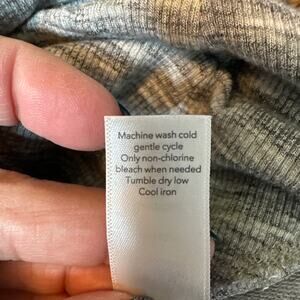 Machine wash cold
gentle cycle
Only non-chlorine
bleach when needed
Tumble dry low
Cool iron